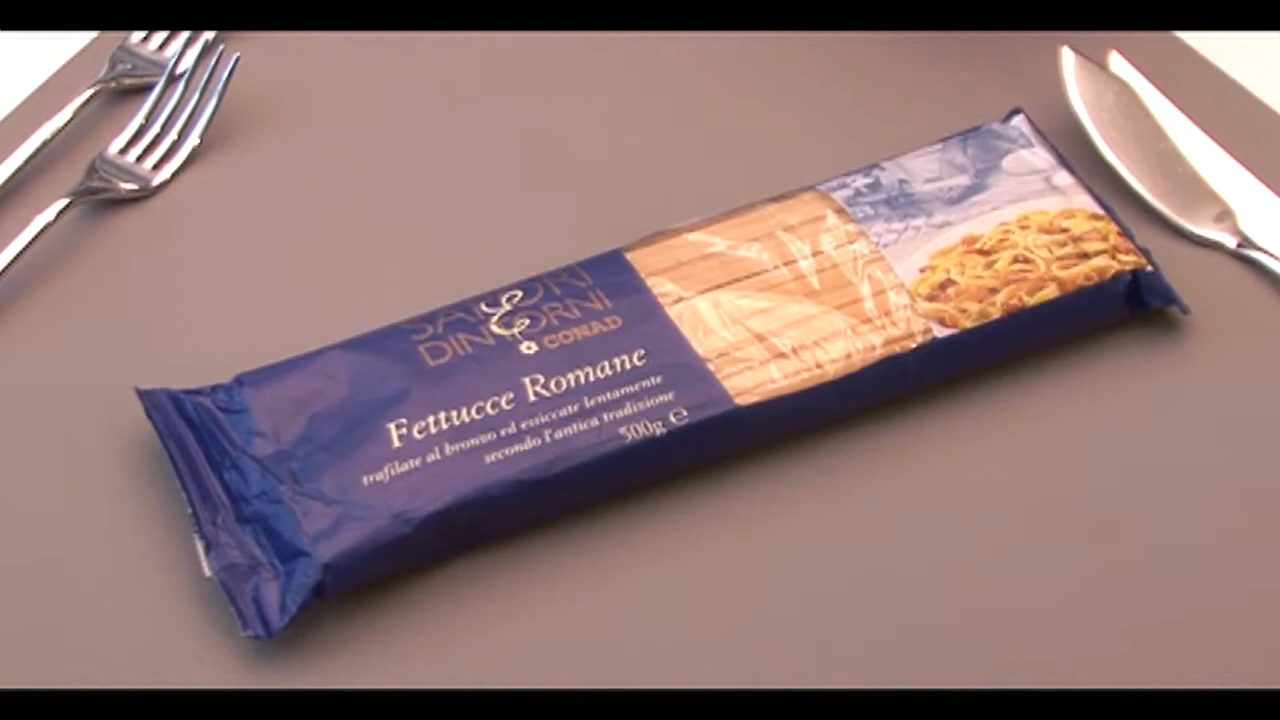 SAPORI
E
DINTORNI
CONAD
Fettucce Romane
trafilate al bronzo ed essiccate lentamente
secondo l'antica tradizione
500g e